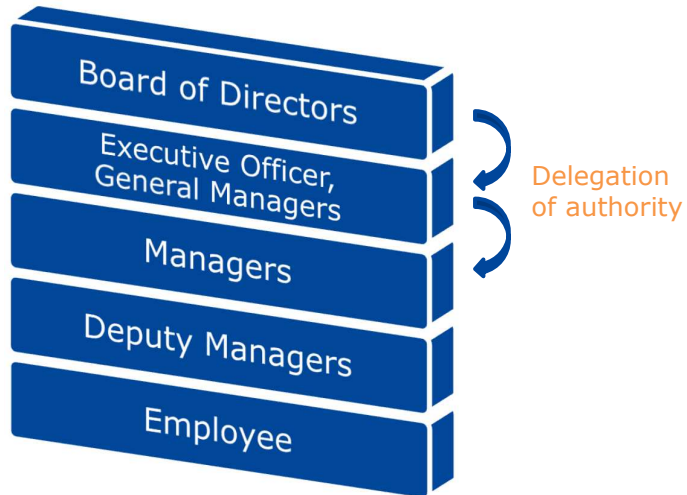 Board of Directors
Executive Officer,
General Managers
Delegation
of authority
Managers
Deputy Managers
Employee